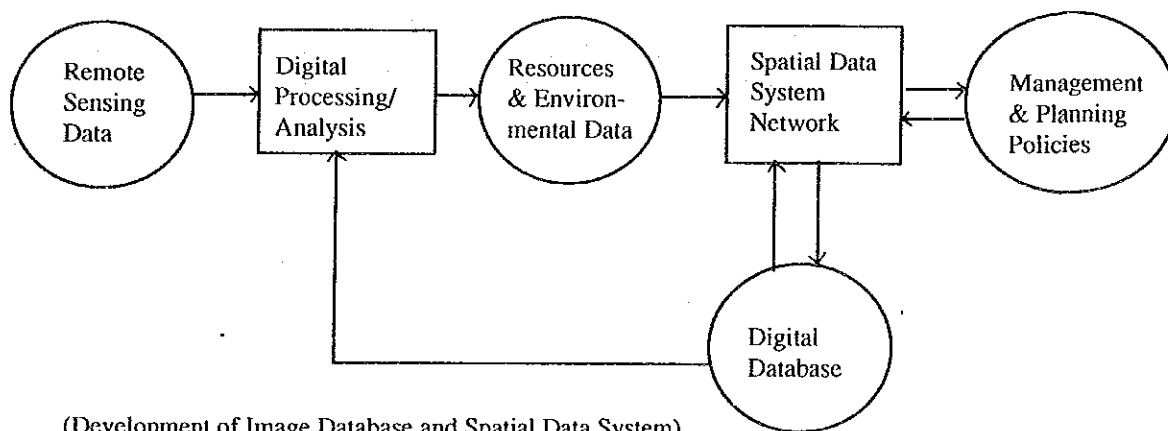 Remote
Sensing
Data
Digital
Processing/
Analysis
Resources
& Environ-
mental Data
Spatial Data
System
Network
Management
& Planning
Policies
Digital
Database
(Development of Image Database and Spatial Data System)